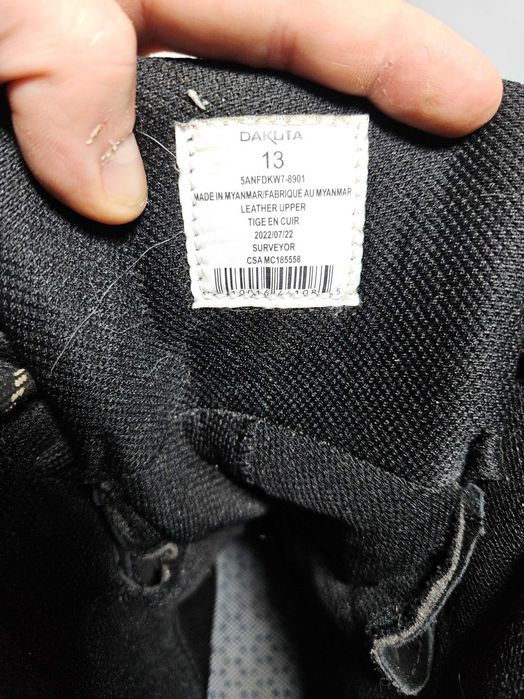 DAKOTA
13
5ANFDKW7-8901
MADE IN MYANMAR/FABRIQUÉ AU MYANMAR
LEATHER UPPER
TIGE EN CUIR
2022/07/22
SURVEYOR
CSA MC185558